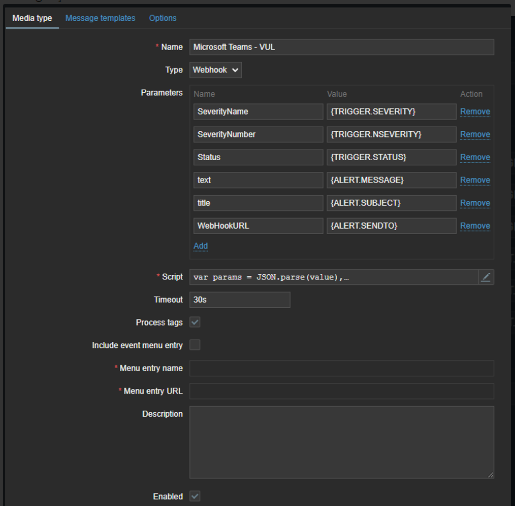 Media type Message templates Options
* Name Microsoft Teams - VUL
Type Webhook
Parameters Name Value Action
SeverityName {TRIGGER.SEVERITY} Remove
SeverityNumber {TRIGGER.NSEVERITY} Remove
Status {TRIGGER.STATUS} Remove
text {ALERT.MESSAGE} Remove
title {ALERT.SUBJECT} Remove
WebHookURL {ALERT.SENDTO} Remove
Add
* Script var params = JSON.parse(value),…
Timeout 30s
Process tags
Include event menu entry
* Menu entry name
* Menu entry URL
Description
Enabled